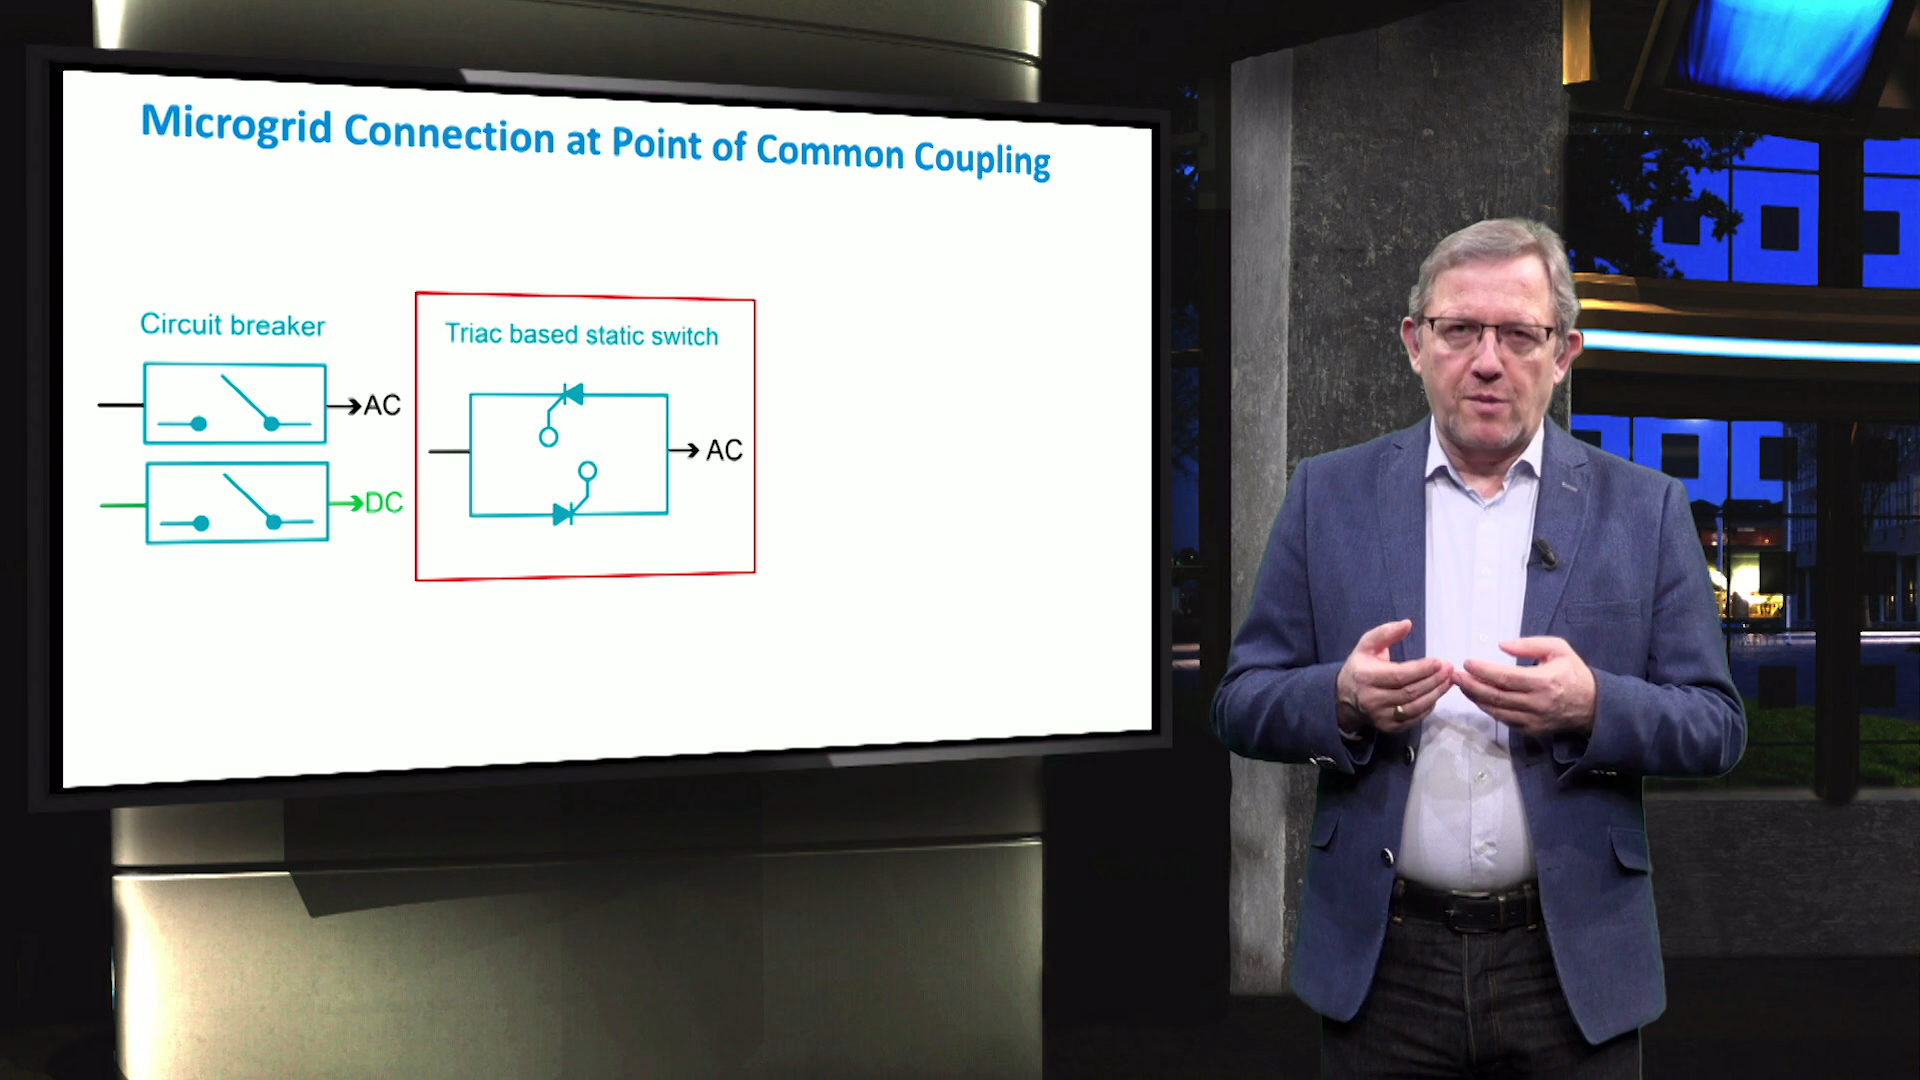 Microgrid Connection at Point of Common Coupling
Circuit breaker
AC
DC
Triac based static switch
AC